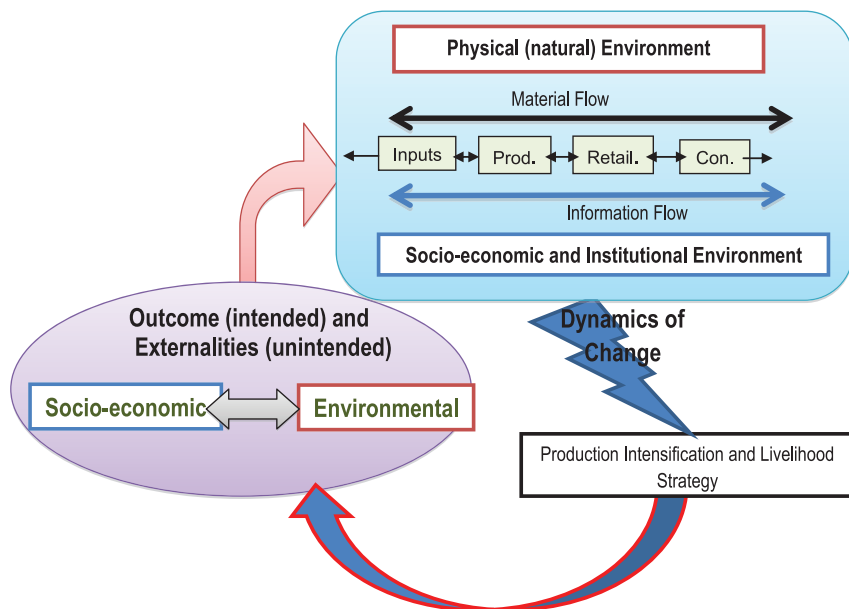 Physical (natural) Environment
Material Flow
Inputs
Prod.
Retail.
Con.
Information Flow
Socio-economic and Institutional Environment
Dynamics of
Change
Outcome (intended) and
Externalities (unintended)
Socio-economic
Environmental
Production Intensification and Livelihood
Strategy